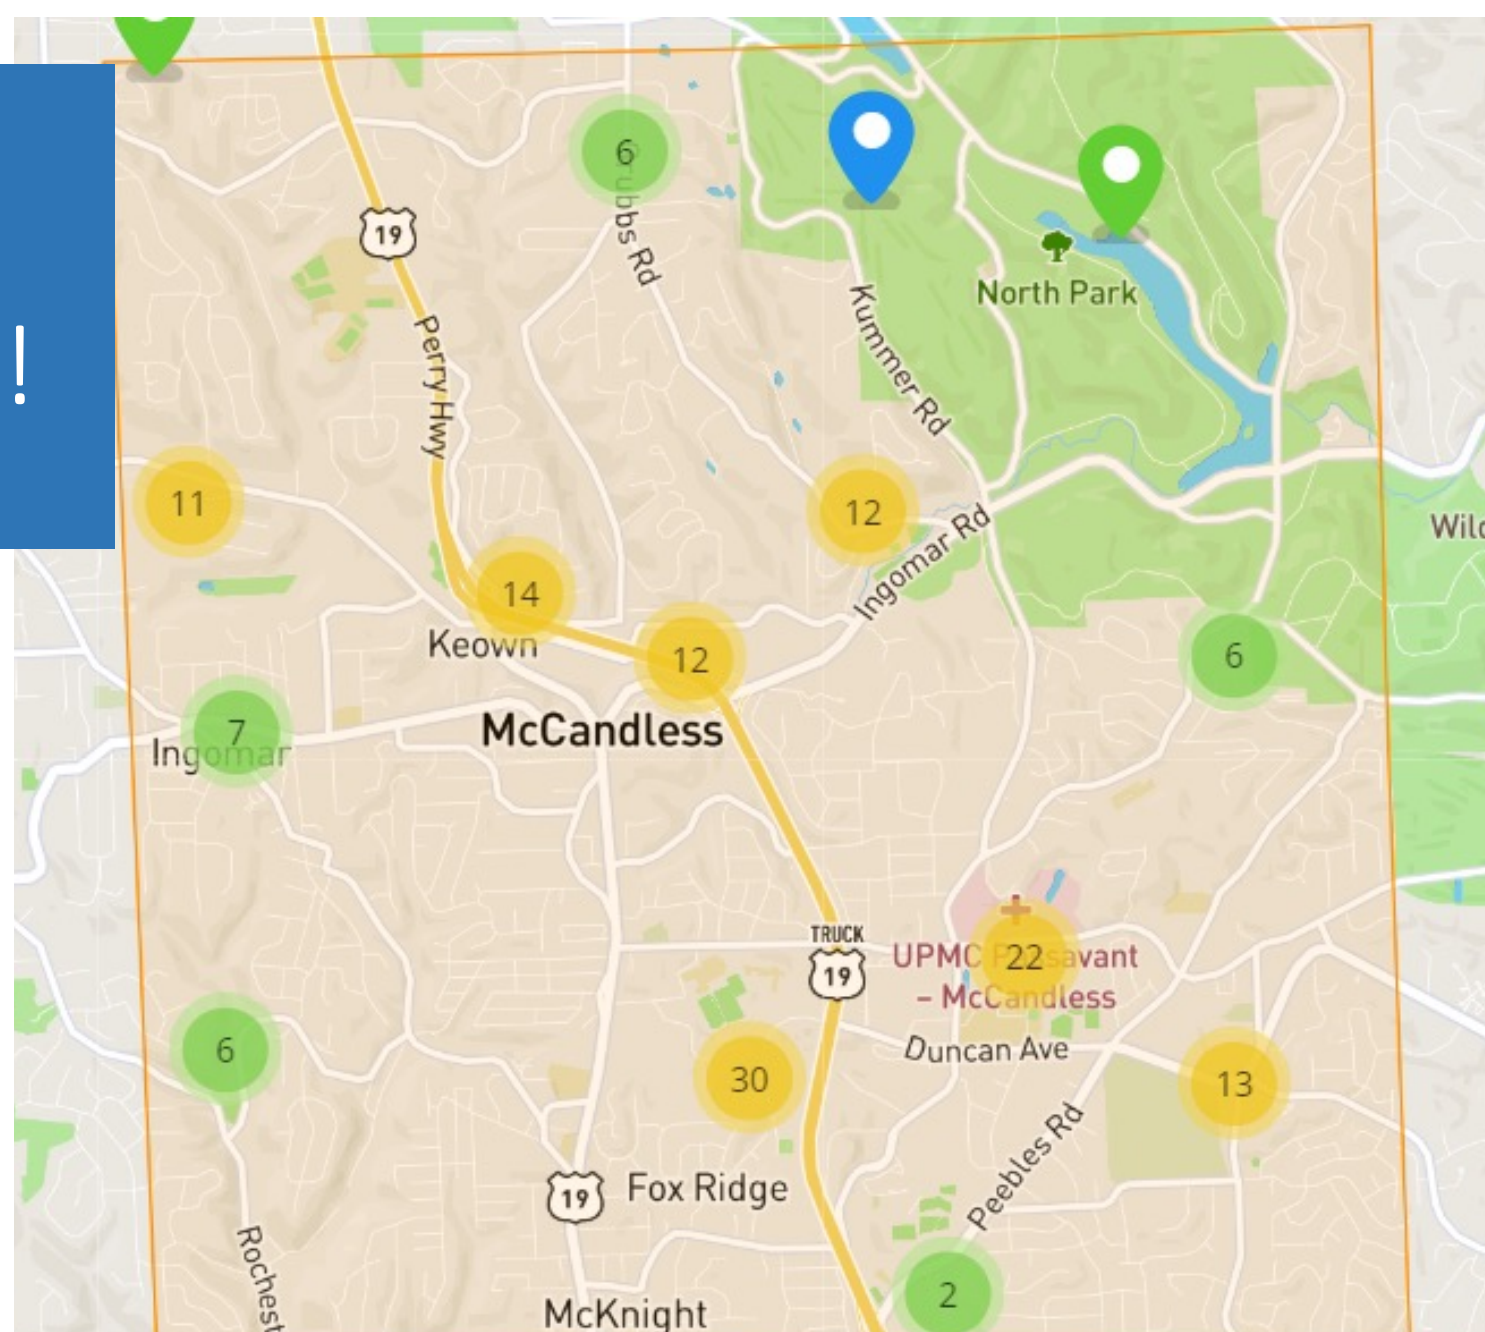 6
ubbs Rd
19
North Park
!
Kummer Rd
Perry Hwy
11
12
Ingomar Rd
14
Keown
12
6
7
Ingomar
McCandless
TRUCK
19
UPMC
22
savant
– McCandless
6
30
Duncan Ave
13
Peebles Rd
19
Fox Ridge
Rochest
2
McKnight
Wild